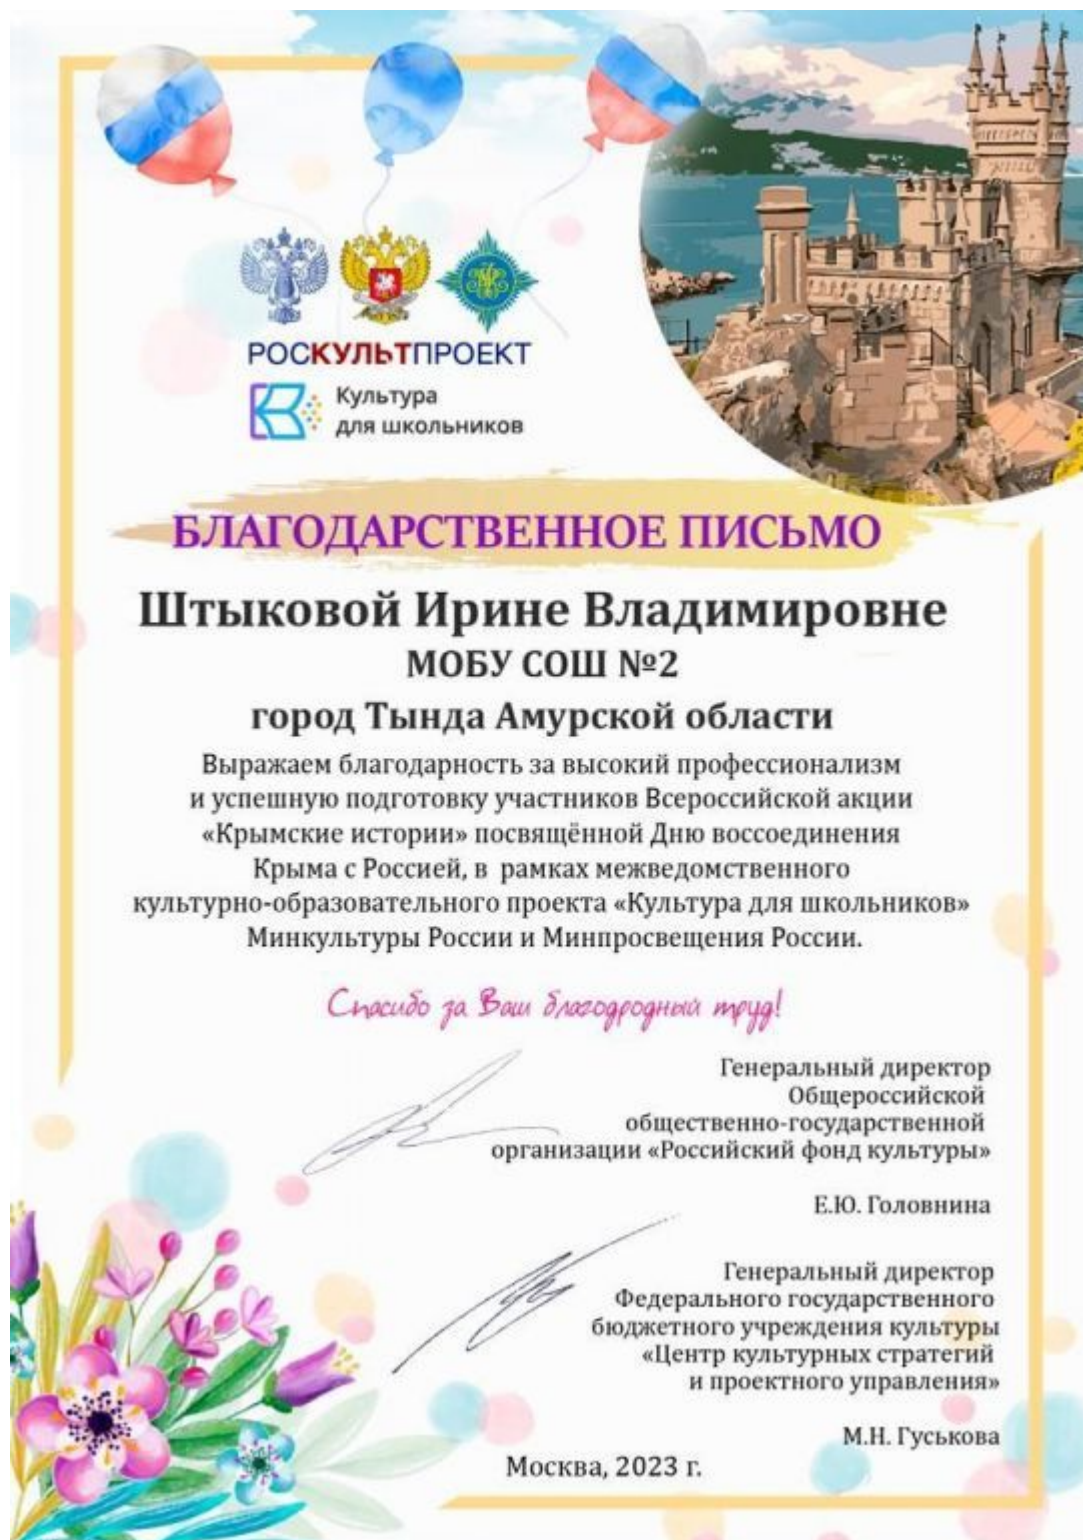 РОСКУЛЬТПРОЕКТ
Культура
для школьников
БЛАГОДАРСТВЕННОЕ ПИСЬМО
Штыковой Ирине Владимировне
МОБУ СОШ №2
город Тында Амурской области
Выражаем благодарность за высокий профессионализм
и успешную подготовку участников Всероссийской акции
«Крымские истории» посвящённой Дню воссоединения
Крыма с Россией, в рамках межведомственного
культурно-образовательного проекта «Культура для школьников»
Минкультуры России и Минпросвещения России.
Спасибо за Ваш благодродный труд!
Генеральный директор
Общероссийской
общественно-государственной
организации «Российский фонд культуры»
Е.Ю. Головнина
Генеральный директор
Федерального государственного
бюджетного учреждения культуры
«Центр культурных стратегий
и проектного управления»
М.Н. Гуськова
Москва, 2023 г.